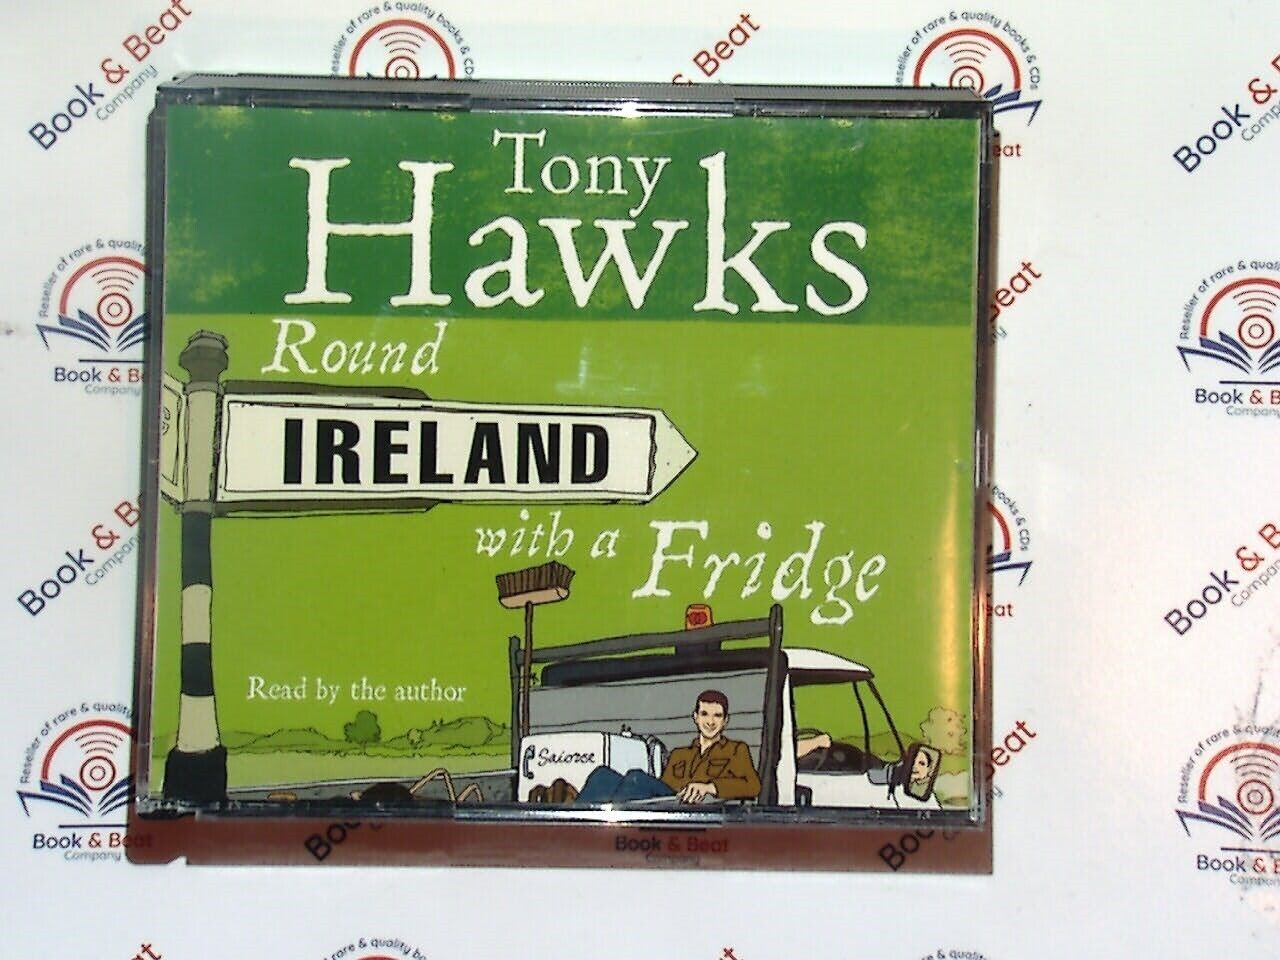 Tony
Hawks
Round
IRELAND
with a Fridge
Read by the author
Saiorse
Book & Beat
Company
Reseller of rare & quality books & CDs